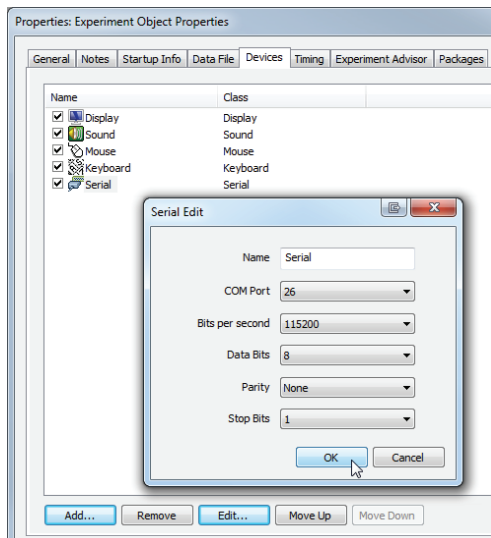 Properties: Experiment Object Properties
General Notes Startup Info Data File Devices Timing Experiment Advisor Packages
Name Class
Display Display
Sound Sound
Mouse Mouse
Keyboard Keyboard
Serial Serial
Serial Edit
Name Serial
COM Port 26
Bits per second 115200
Data Bits 8
Parity None
Stop Bits 1
OK Cancel
Add... Remove Edit... Move Up Move Down